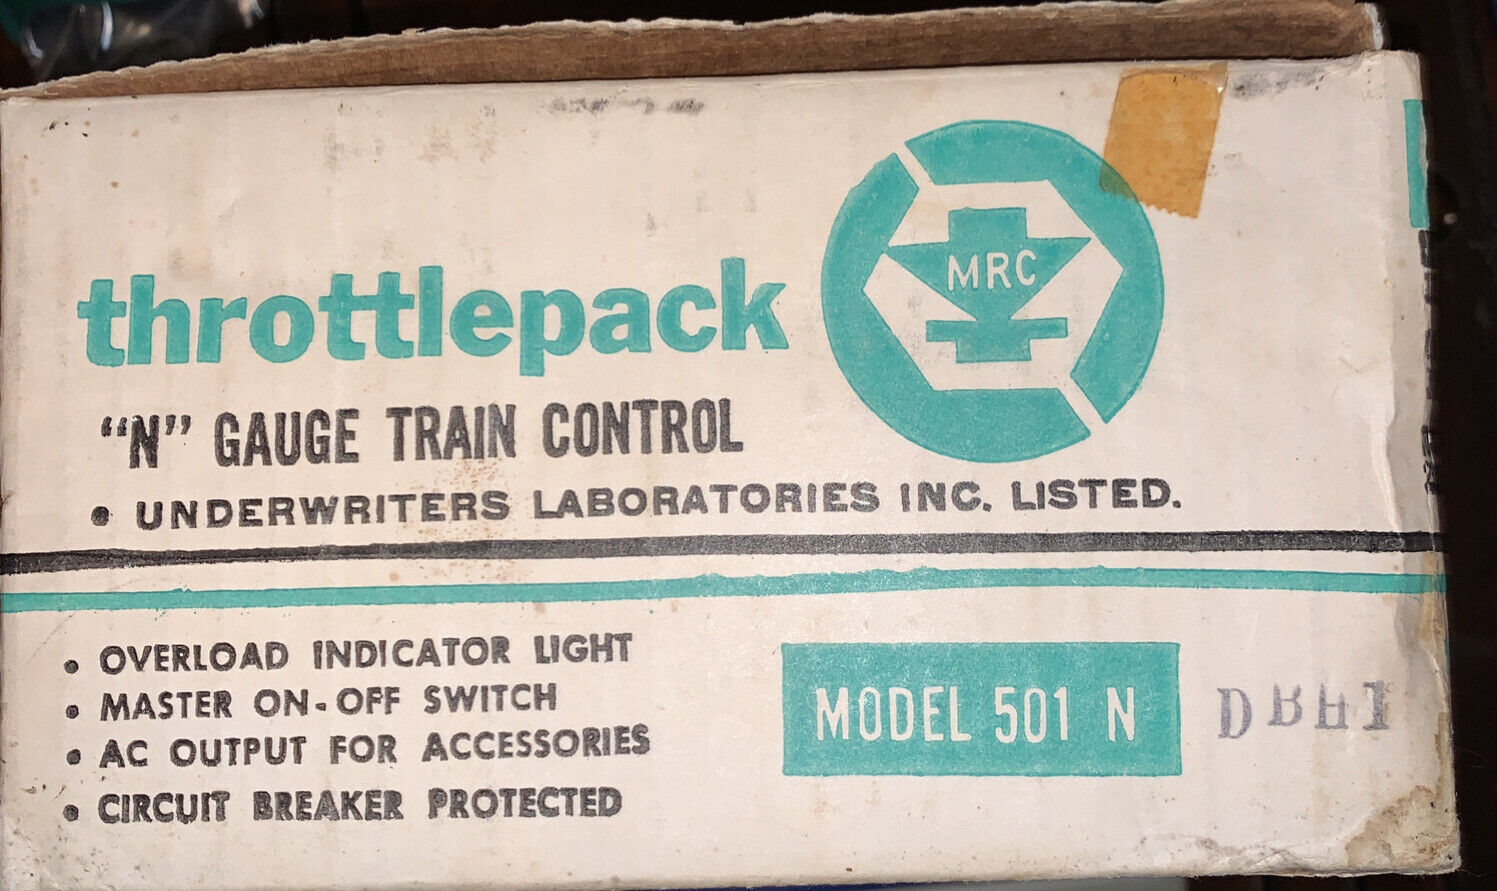 throttlepack
MRC
“N” GAUGE TRAIN CONTROL
• UNDERWRITERS LABORATORIES INC. LISTED.
• OVERLOAD INDICATOR LIGHT
• MASTER ON-OFF SWITCH
• AC OUTPUT FOR ACCESSORIES
• CIRCUIT BREAKER PROTECTED
MODEL 501 N